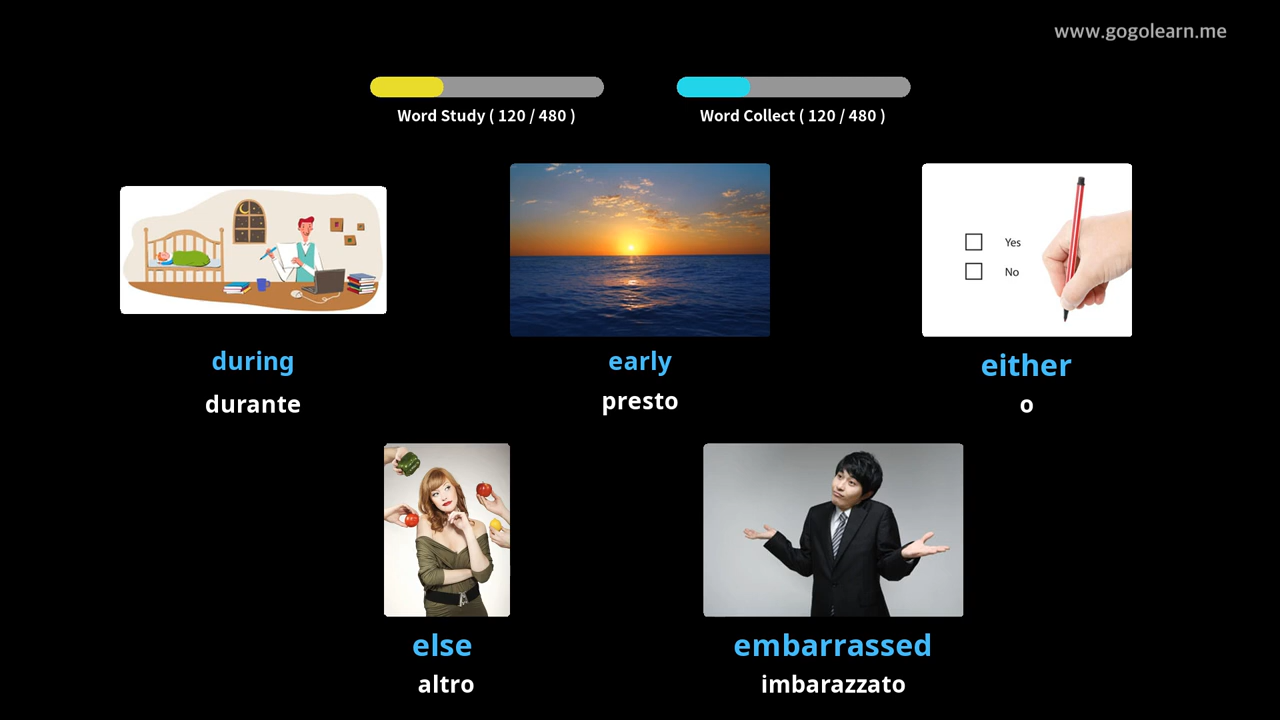 www.gogolearn.me
Word Study ( 120 / 480 )
Word Collect ( 120 / 480 )
Yes
No
during
early
either
durante
presto
o
else
embarrassed
altro
imbarazzato